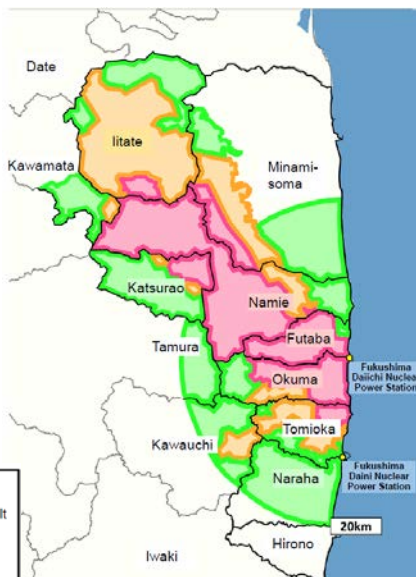 Date
Iitate
Kawamata
Minami-
soma
Katsurao
Namie
Tamura
Futaba
Fukushima
Daiichi Nuclear
Power Station
Okuma
Tomioka
Kawauchi
Fukushima
Daini Nuclear
Power Station
Naraha
lt
20km
Hirono
Iwaki